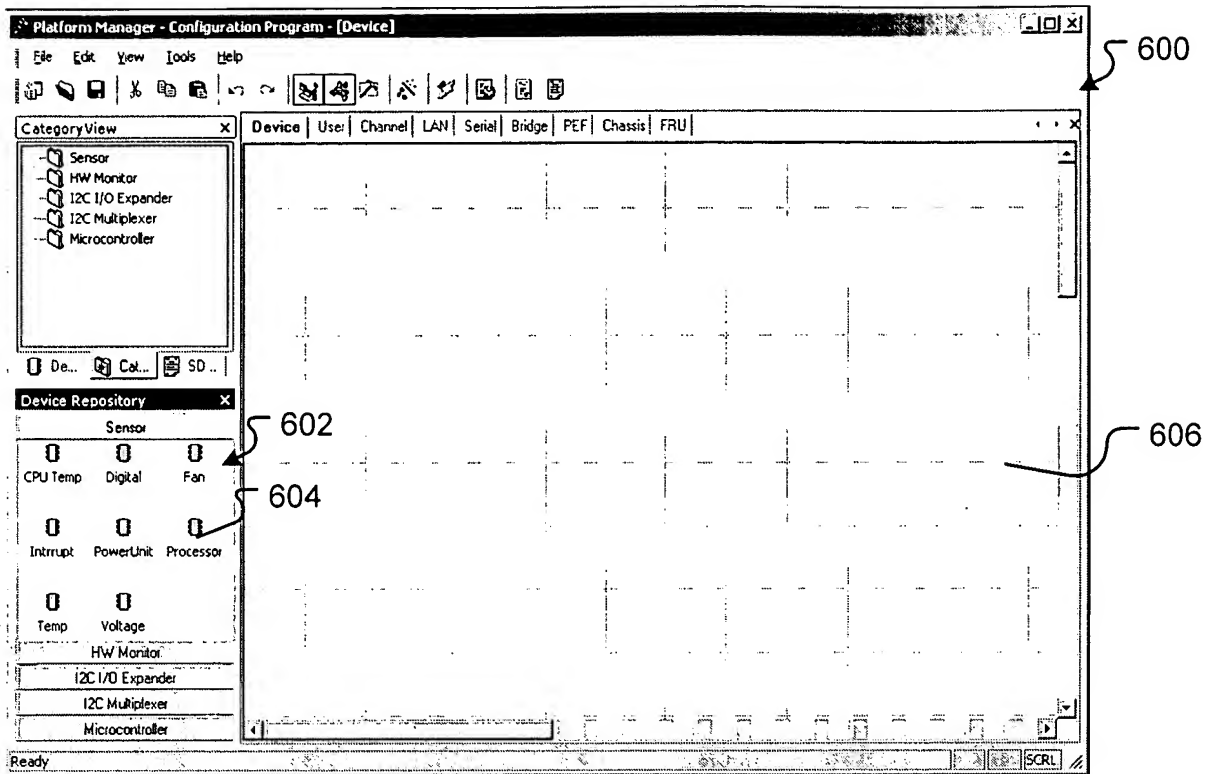 Platform Manager - Configuration Program - [Device]
File Edit View Tools Help
600
CategoryView
Device User Channel LAN Serial Bridge PEF Chassis FRU
Sensor
HW Monitor
I2C I/O Expander
I2C Multiplexer
Microcontroller
De... Cat... SD ..
Device Repository
Sensor
602
CPU Temp Digital Fan
604
606
Intrrupt PowerUnit Processor
Temp Voltage
HW Monitor
I2C I/O Expander
I2C Multiplexer
Microcontroller
Ready
SCRL